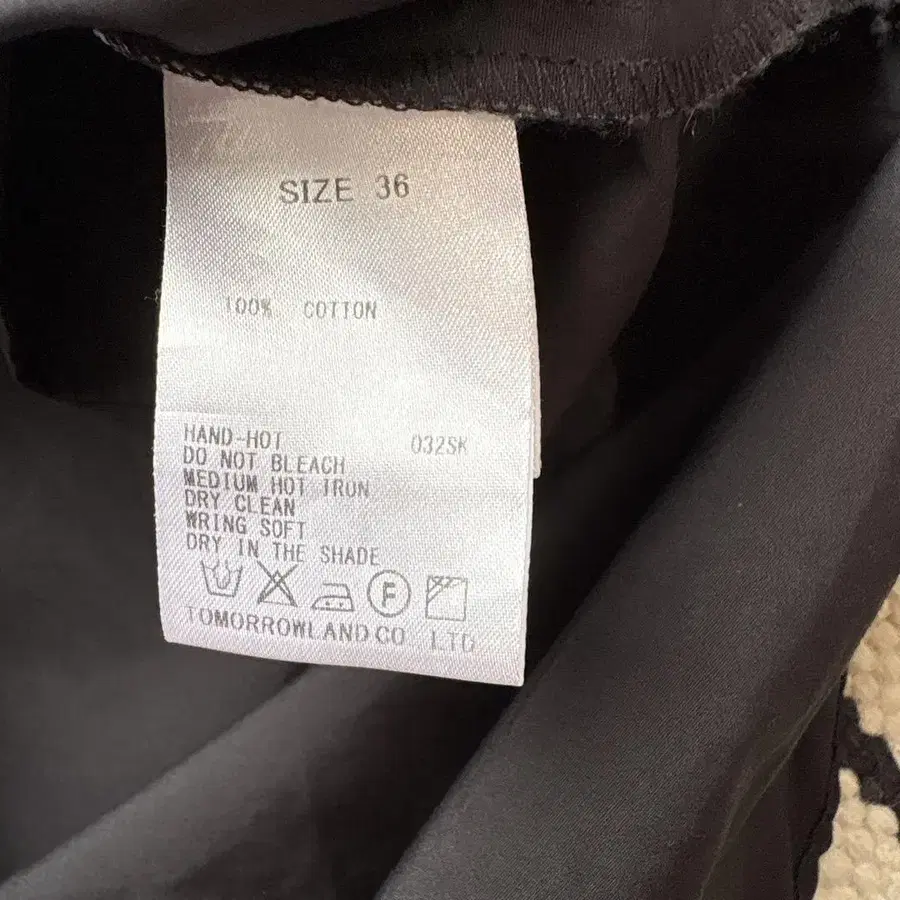 SIZE 36
100% COTTON
HAND-HOT 032SK
DO NOT BLEACH
MEDIUM HOT IRON
DRY CLEAN
WRING SOFT
DRY IN THE SHADE
F
TOMORROWLAND CO LTD